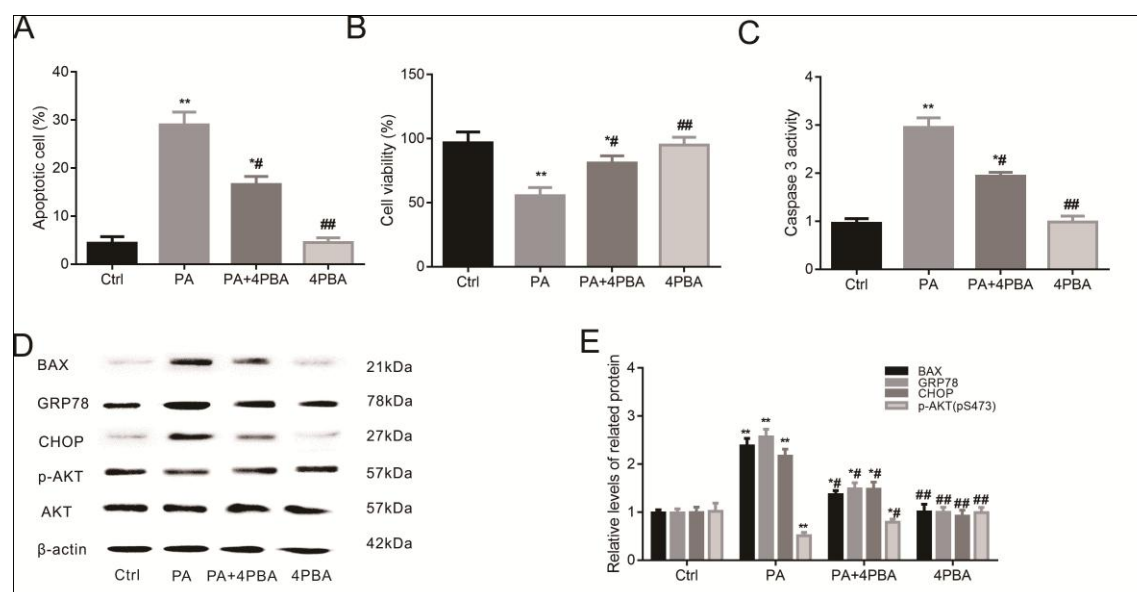 A
Apoptotic cell (%)
40
30
20
10
0
**
*#
##
Ctrl PA PA+4PBA 4PBA
B
Cell viability (%)
150
100
50
0
**
*#
##
Ctrl PA PA+4PBA 4PBA
C
Caspase 3 activity
4
3
2
1
0
**
*#
##
Ctrl PA PA+4PBA 4PBA
D
BAX 21kDa
GRP78 78kDa
CHOP 27kDa
p-AKT 57kDa
AKT 57kDa
β-actin 42kDa
Ctrl PA PA+4PBA 4PBA
E
Relative levels of related protein
4
3
2
1
0
BAX
GRP78
CHOP
p-AKT(pS473)
** ** ** **
*# *# *# *#
## ## ## ##
Ctrl PA PA+4PBA 4PBA